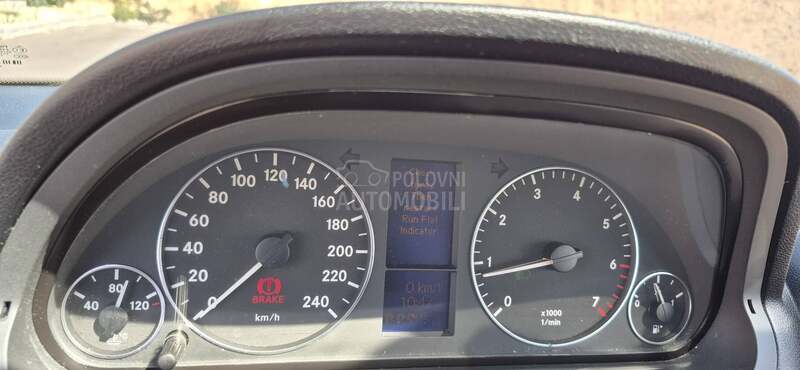 POLOVNI
AUTOMOBILI
0 20 40 60 80 100 120 140 160 180 200 220 240
BRAKE
km/h
40 80 120
Run Flat
Indicator
0 km/h
0 1 2 3 4 5 6 7
x1000
1/min